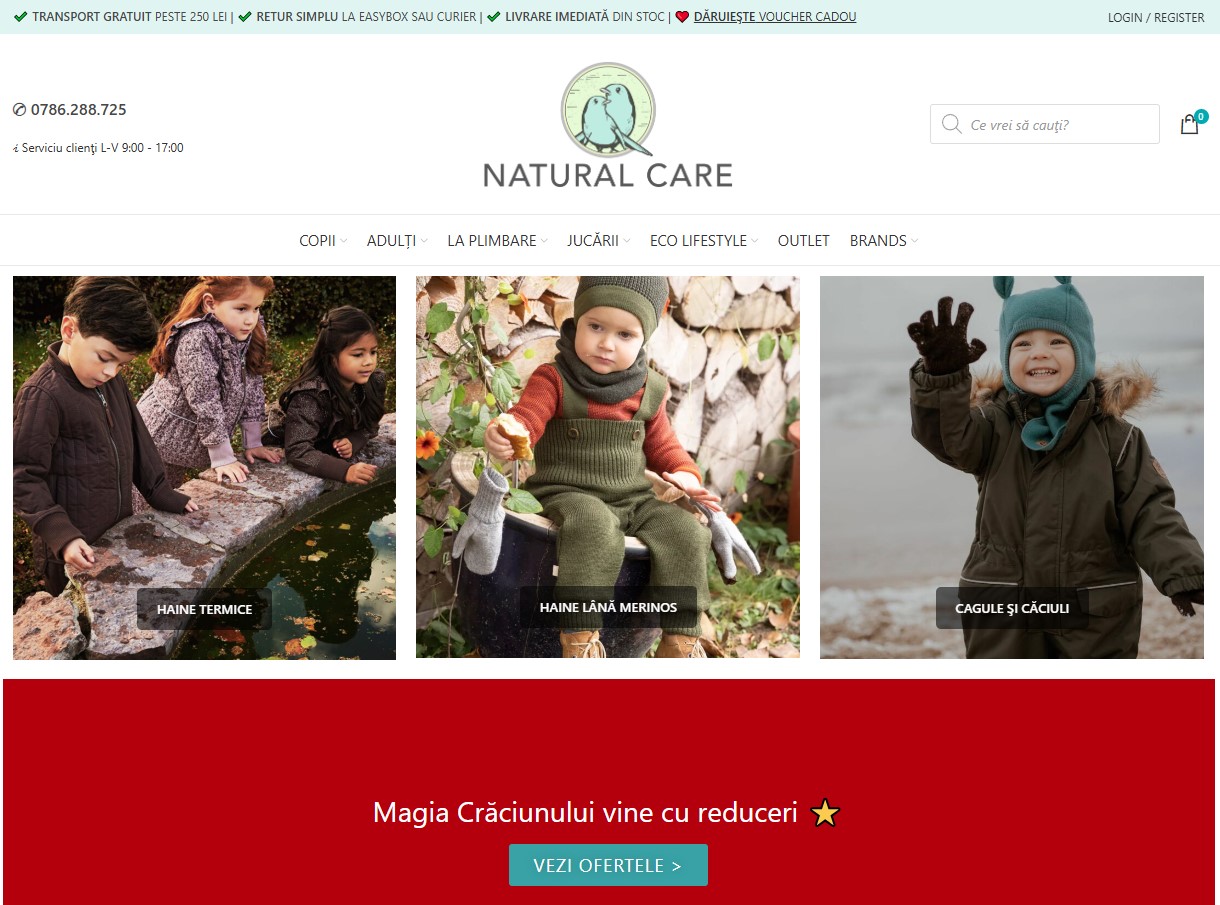 TRANSPORT GRATUIT PESTE 250 LEI | RETUR SIMPLU LA EASYBOX SAU CURIER | LIVRARE IMEDIATĂ DIN STOC | DĂRUIEŞTE VOUCHER CADOU
LOGIN / REGISTER
✆ 0786.288.725
Serviciu clienţi L-V 9:00 - 17:00
NATURAL CARE
Ce vrei să cauţi?
0
COPII ADULȚI LA PLIMBARE JUCĂRII ECO LIFESTYLE OUTLET BRANDS
HAINE TERMICE
HAINE LÂNĂ MERINOS
CAGULE ŞI CĂCIULI
Magia Crăciunului vine cu reduceri ⭐
VEZI OFERTELE >